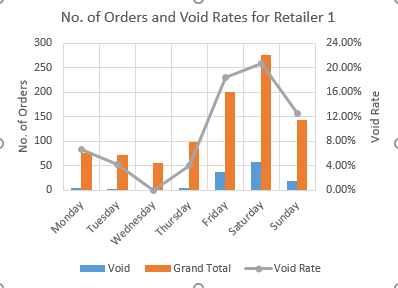 No. of Orders and Void Rates for Retailer 1
300
250
200
150
100
50
0
No. of Orders
24.00%
20.00%
16.00%
12.00%
8.00%
4.00%
0.00%
Void Rate
Monday
Tuesday
Wednesday
Thursday
Friday
Saturday
Sunday
Void
Grand Total
Void Rate